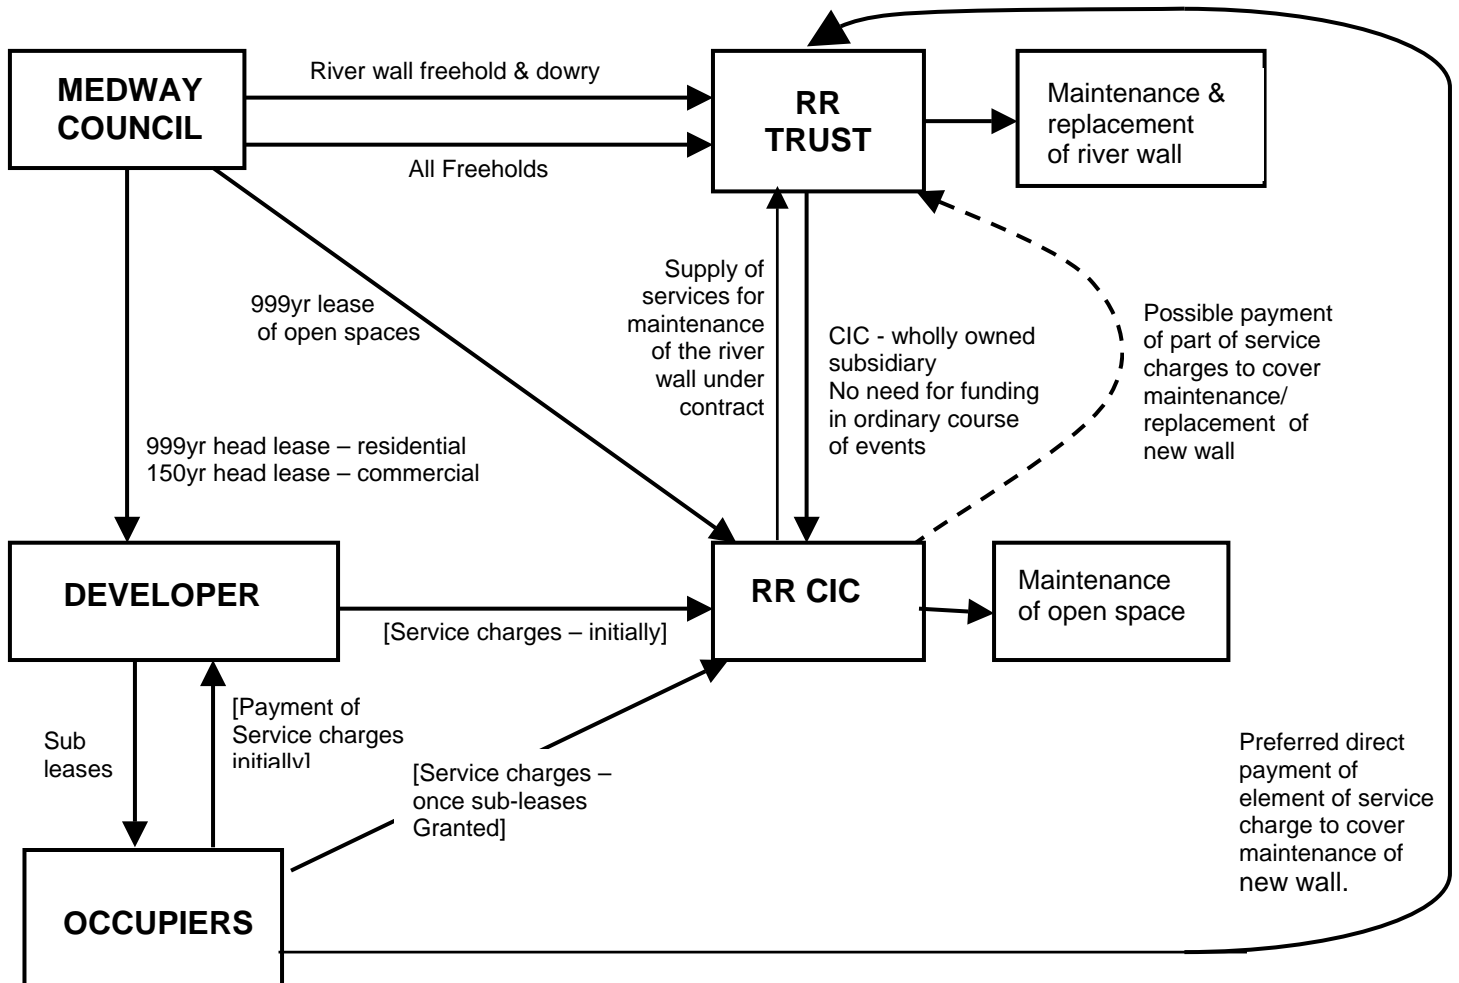 MEDWAY
COUNCIL
River wall freehold & dowry
All Freeholds
RR
TRUST
Maintenance &
replacement
of river wall
999yr lease
of open spaces
Supply of
services for
maintenance
of the river
wall under
contract
CIC - wholly owned
subsidiary
No need for funding
in ordinary course
of events
Possible payment
of part of service
charges to cover
maintenance/
replacement of
new wall
999yr head lease – residential
150yr head lease – commercial
DEVELOPER
[Service charges – initially]
RR CIC
Maintenance
of open space
Sub
leases
[Payment of
Service charges
initially]
[Service charges –
once sub-leases
Granted]
Preferred direct
payment of
element of service
charge to cover
maintenance of
new wall.
OCCUPIERS